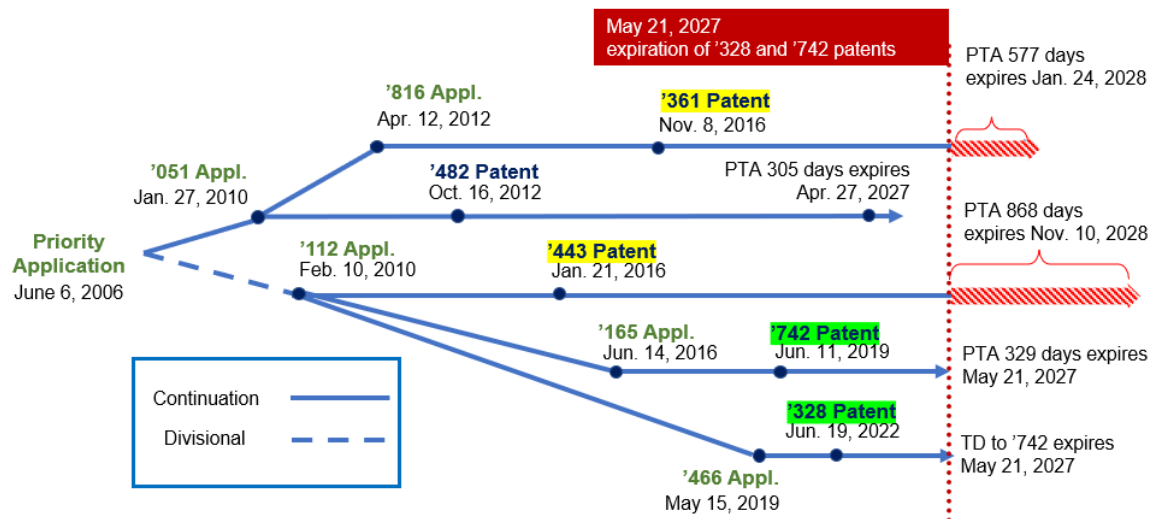 May 21, 2027
expiration of ’328 and ’742 patents
PTA 577 days
expires Jan. 24, 2028
’816 Appl.
Apr. 12, 2012
’361 Patent
Nov. 8, 2016
’051 Appl.
Jan. 27, 2010
’482 Patent
Oct. 16, 2012
PTA 305 days expires
Apr. 27, 2027
PTA 868 days
expires Nov. 10, 2028
Priority
Application
June 6, 2006
’112 Appl.
Feb. 10, 2010
’443 Patent
Jan. 21, 2016
’165 Appl.
Jun. 14, 2016
’742 Patent
Jun. 11, 2019
PTA 329 days expires
May 21, 2027
Continuation
Divisional
’328 Patent
Jun. 19, 2022
TD to ’742 expires
May 21, 2027
’466 Appl.
May 15, 2019